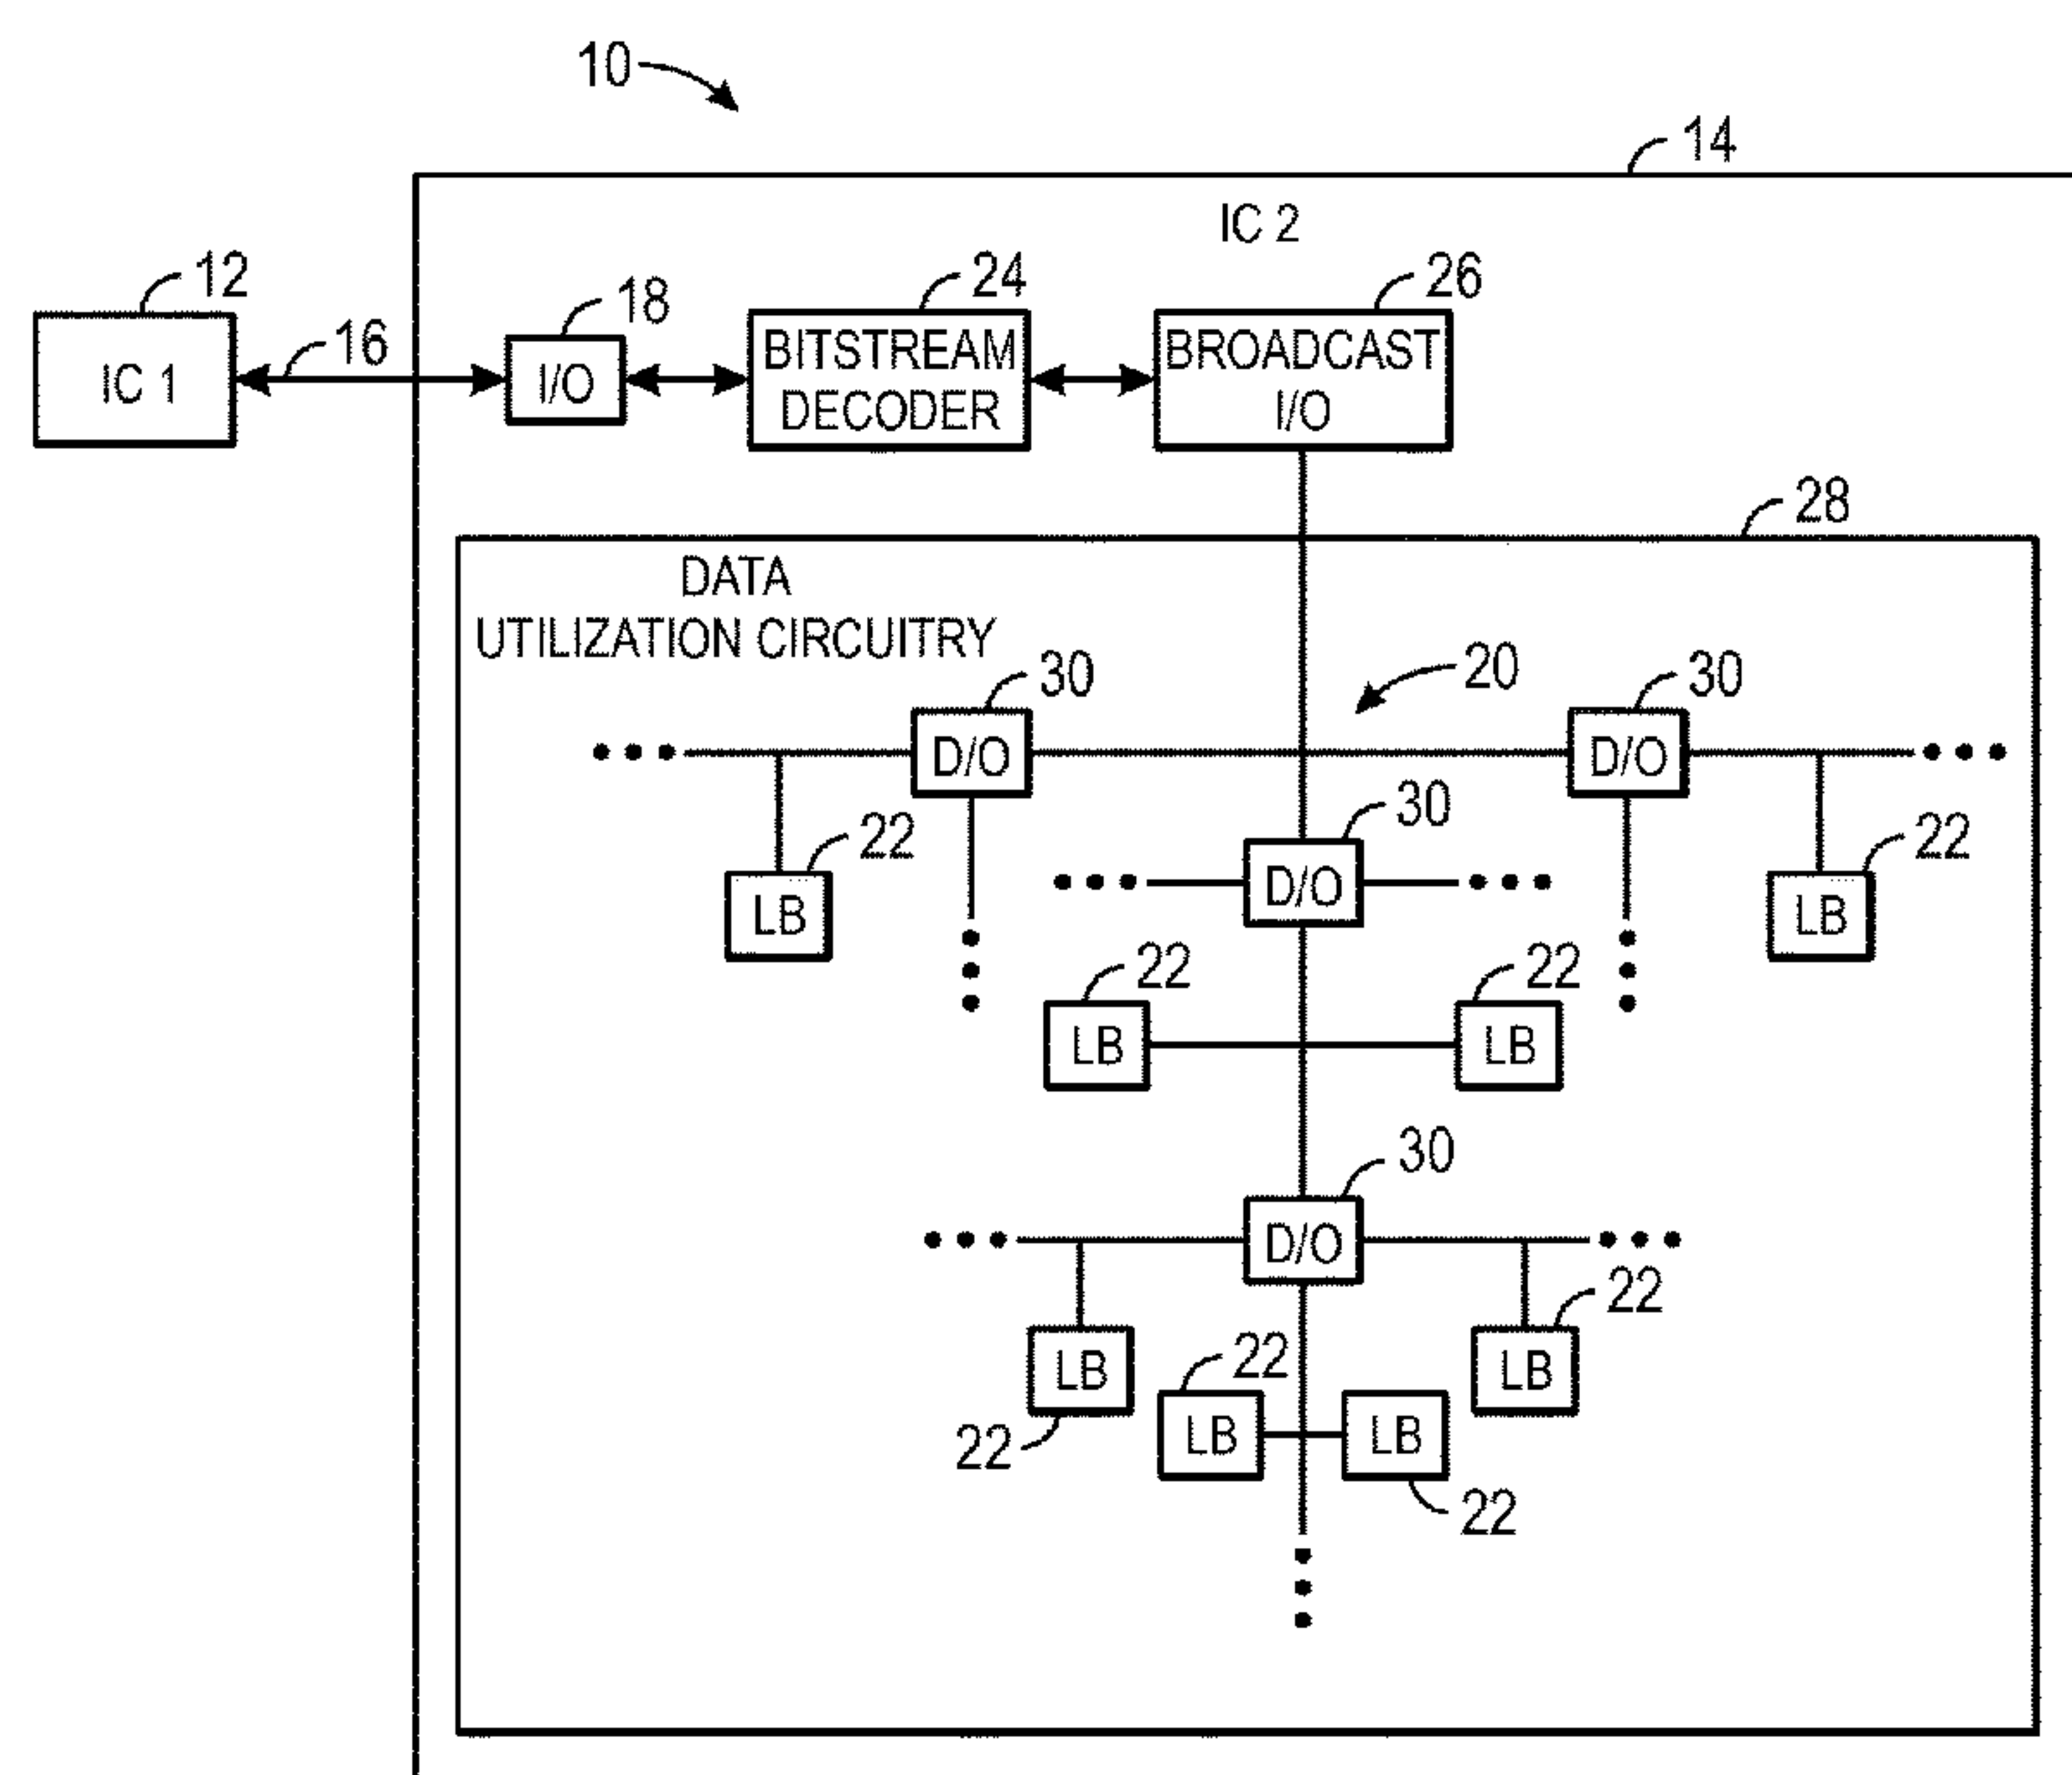 10
14
IC 2
12
16
18
24
26
IC 1
I/O
BITSTREAM
DECODER
BROADCAST
I/O
28
DATA
UTILIZATION CIRCUITRY
20
30
30
D/O
D/O
30
22
22
D/O
LB
LB
22
22
LB
LB
30
D/O
22
22
LB
LB
22
LB
LB
22
22